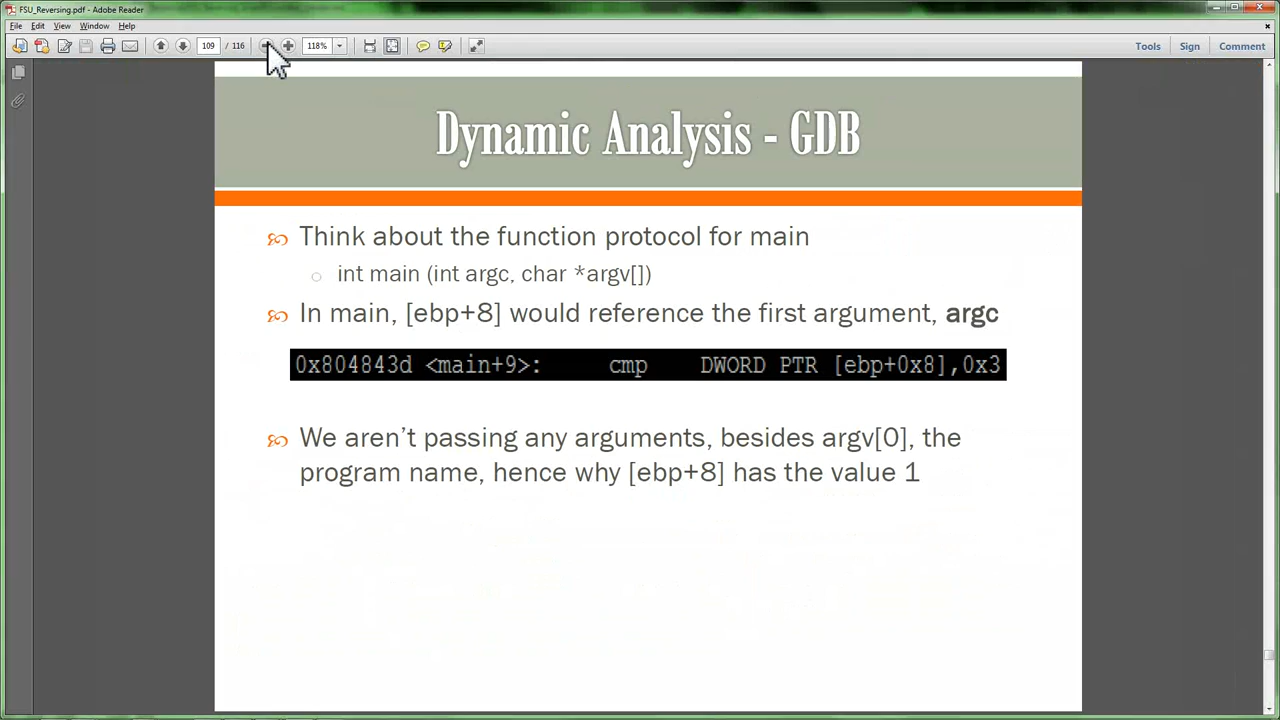 FSU_Reversing.pdf - Adobe Reader
File Edit View Window Help
109 / 116 118% Tools Sign Comment
Dynamic Analysis - GDB
Think about the function protocol for main
int main (int argc, char *argv[])
In main, [ebp+8] would reference the first argument, argc
0x804843d <main+9>: cmp DWORD PTR [ebp+0x8],0x3
We aren't passing any arguments, besides argv[0], the
program name, hence why [ebp+8] has the value 1